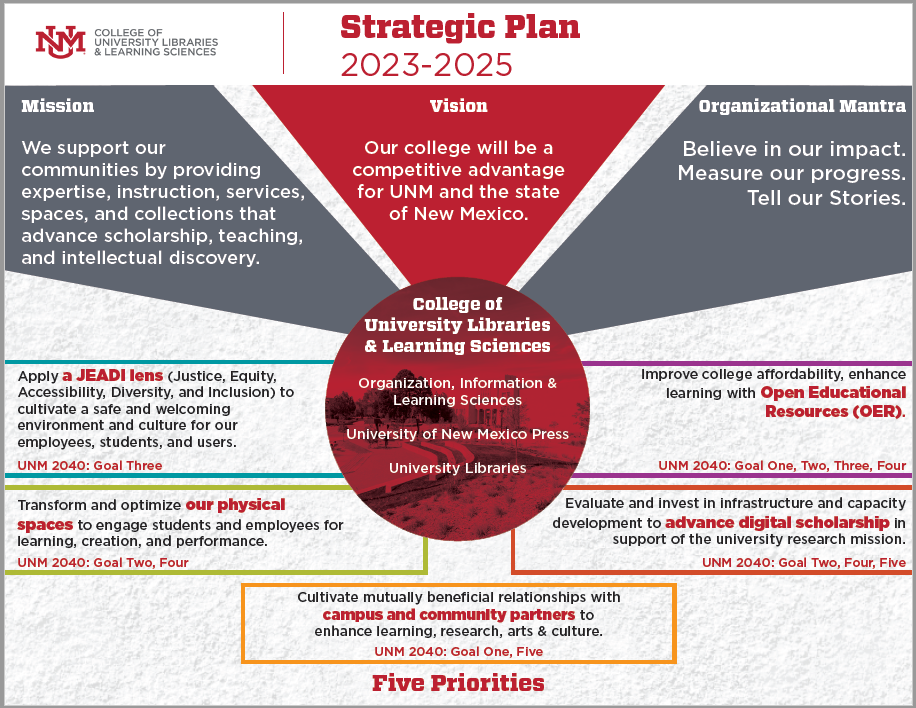 UNM
COLLEGE OF
UNIVERSITY LIBRARIES
& LEARNING SCIENCES
Strategic Plan
2023-2025
Mission
We support our
communities by providing
expertise, instruction, services,
spaces, and collections that
advance scholarship, teaching,
and intellectual discovery.
Vision
Our college will be a
competitive advantage
for UNM and the state
of New Mexico.
Organizational Mantra
Believe in our impact.
Measure our progress.
Tell our Stories.
College of
University Libraries
& Learning Sciences
Organization, Information &
Learning Sciences
University of New Mexico Press
University Libraries
Apply a JEADI lens (Justice, Equity,
Accessibility, Diversity, and Inclusion) to
cultivate a safe and welcoming
environment and culture for our
employees, students, and users.
UNM 2040: Goal Three
Improve college affordability, enhance
learning with Open Educational
Resources (OER).
UNM 2040: Goal One, Two, Three, Four
Transform and optimize our physical
spaces to engage students and employees for
learning, creation, and performance.
UNM 2040: Goal Two, Four
Evaluate and invest in infrastructure and capacity
development to advance digital scholarship in
support of the university research mission.
UNM 2040: Goal Two, Four, Five
Cultivate mutually beneficial relationships with
campus and community partners to
enhance learning, research, arts & culture.
UNM 2040: Goal One, Five
Five Priorities